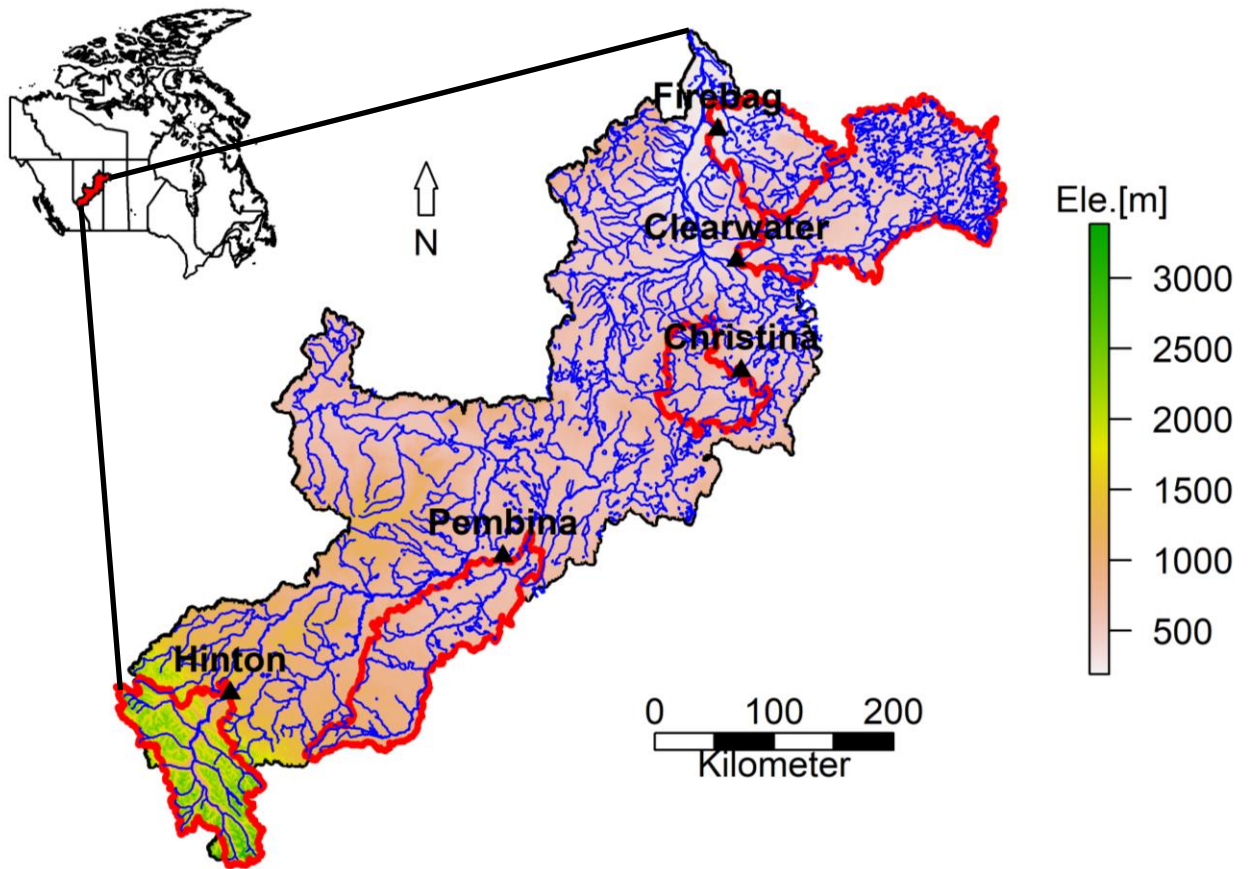 Firebag
Clearwater
Christina
Pembina
Hinton
N
Ele.[m]
3000
2500
2000
1500
1000
500
0 100 200
Kilometer